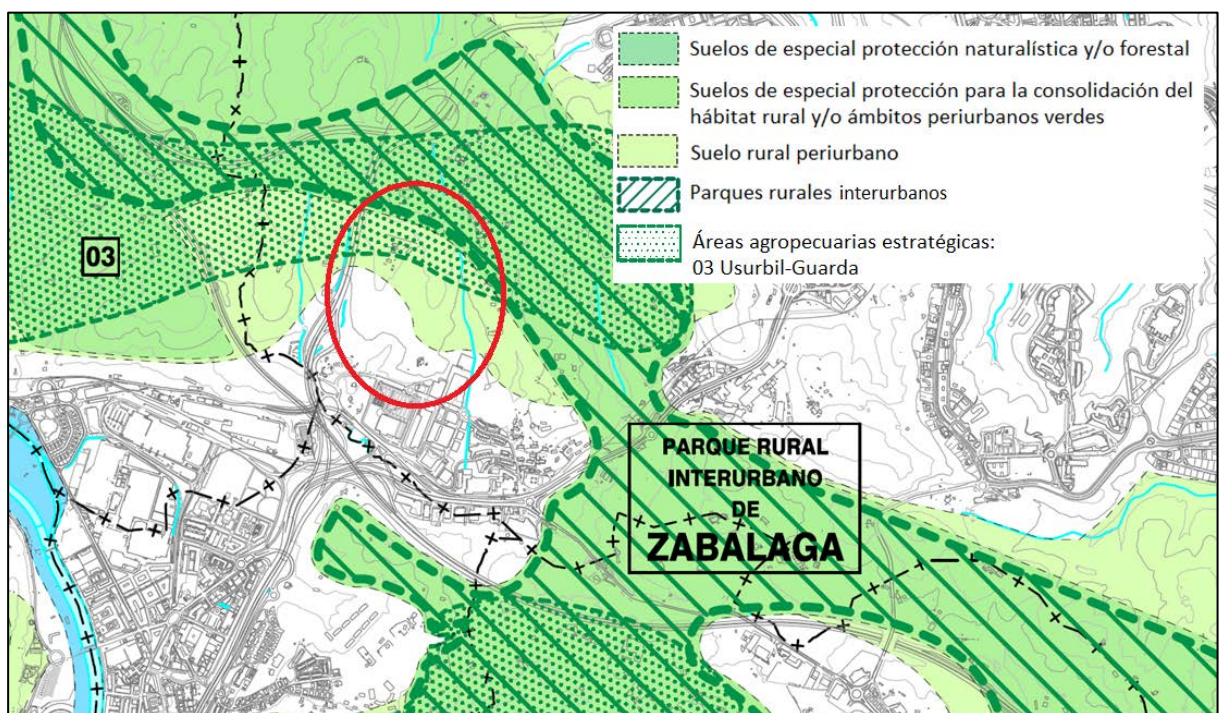 Suelos de especial protección naturalística y/o forestal
Suelos de especial protección para la consolidación del
hábitat rural y/o ámbitos periurbanos verdes
Suelo rural periurbano
Parques rurales interurbanos
Áreas agropecuarias estratégicas:
03 Usurbil-Guarda
03
PARQUE RURAL
INTERURBANO
DE
ZABALAGA